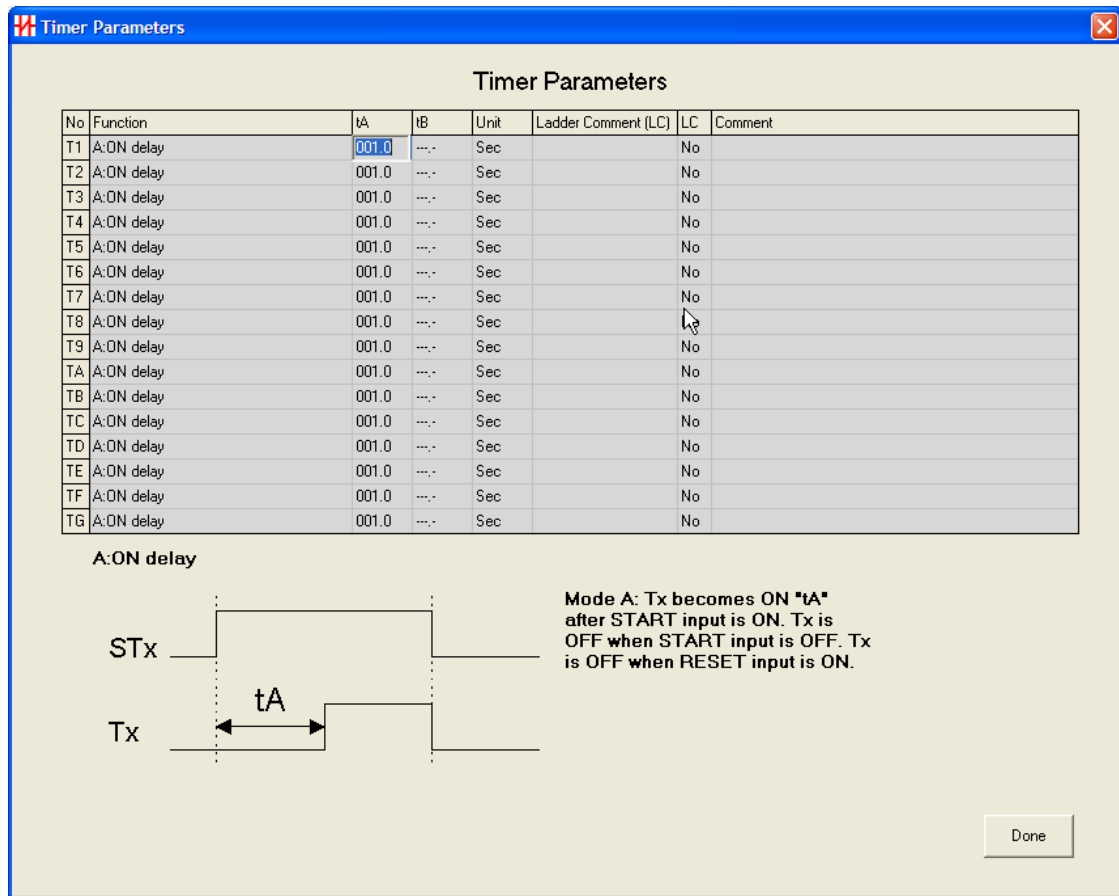 Timer Parameters
Timer Parameters
No Function tA tB Unit Ladder Comment (LC) LC Comment
T1 A:ON delay 001.0 ---.- Sec No
T2 A:ON delay 001.0 ---.- Sec No
T3 A:ON delay 001.0 ---.- Sec No
T4 A:ON delay 001.0 ---.- Sec No
T5 A:ON delay 001.0 ---.- Sec No
T6 A:ON delay 001.0 ---.- Sec No
T7 A:ON delay 001.0 ---.- Sec No
T8 A:ON delay 001.0 ---.- Sec
T9 A:ON delay 001.0 ---.- Sec No
TA A:ON delay 001.0 ---.- Sec No
TB A:ON delay 001.0 ---.- Sec No
TC A:ON delay 001.0 ---.- Sec No
TD A:ON delay 001.0 ---.- Sec No
TE A:ON delay 001.0 ---.- Sec No
TF A:ON delay 001.0 ---.- Sec No
TG A:ON delay 001.0 ---.- Sec No
A:ON delay
Mode A: Tx becomes ON "tA"
after START input is ON. Tx is
OFF when START input is OFF. Tx
is OFF when RESET input is ON.
STx
tA
Tx
Done